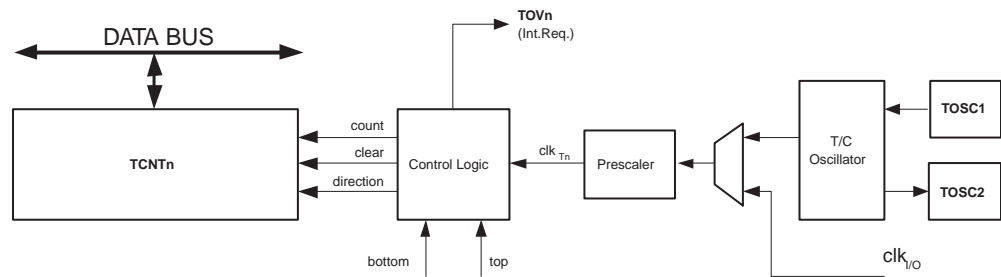 TOVn
(Int.Req.)
DATA BUS
TCNTn
count
clear
direction
Control Logic
clkTn
Prescaler
T/C
Oscillator
TOSC1
TOSC2
bottom
top
clkI/O